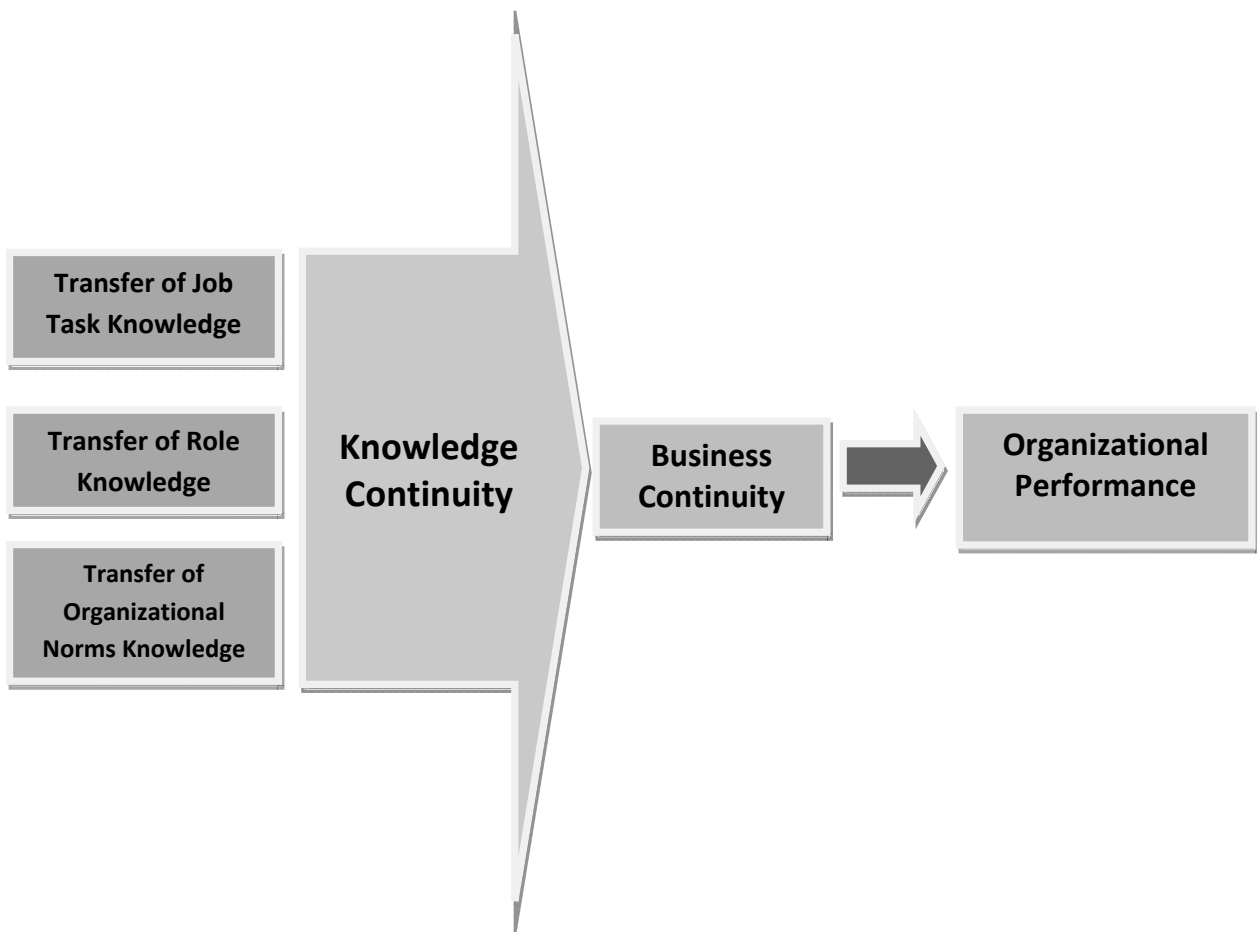 Transfer of Job
Task Knowledge
Transfer of Role
Knowledge
Transfer of
Organizational
Norms Knowledge
Knowledge
Continuity
Business
Continuity
Organizational
Performance